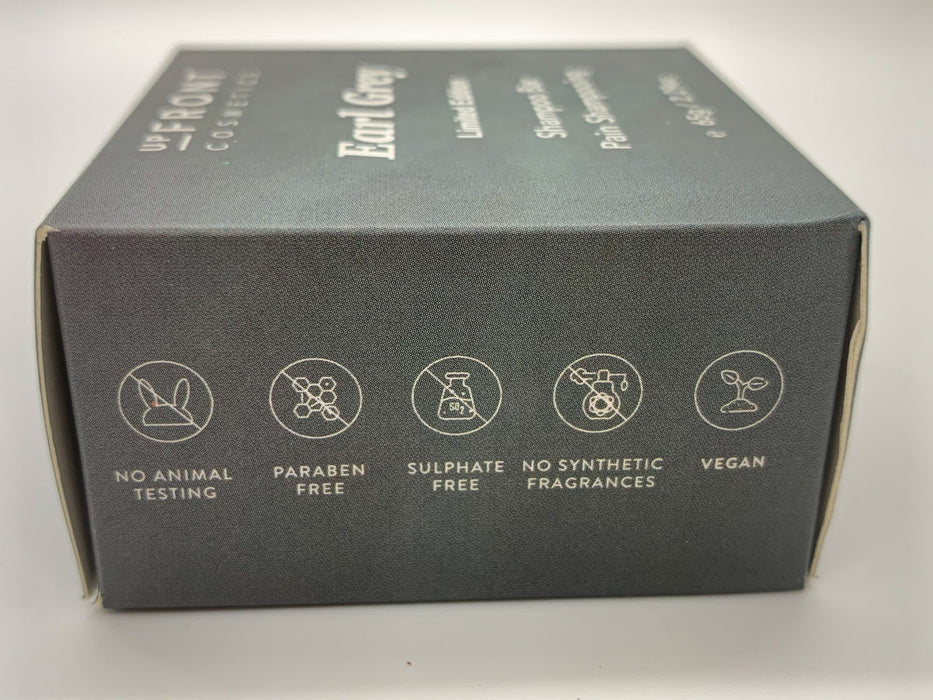 upFRONT
COSMETICS
Earl Grey
Limited Edition
Shampoo Bar
Pain Shampooing
SO2
NO ANIMAL
TESTING
PARABEN
FREE
SULPHATE
FREE
NO SYNTHETIC
FRAGRANCES
VEGAN